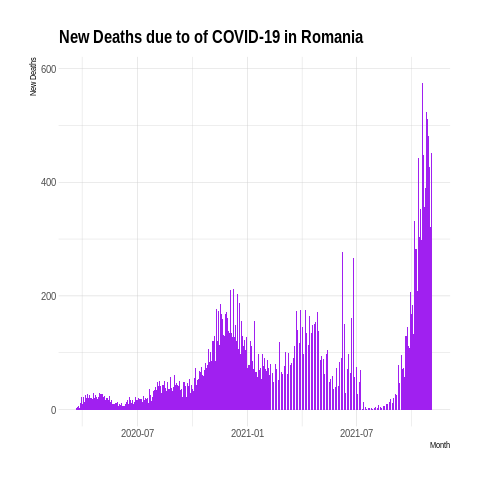 New Deaths due to of COVID-19 in Romania
New Deaths
600
400
200
0
2020-07
2021-01
2021-07
Month